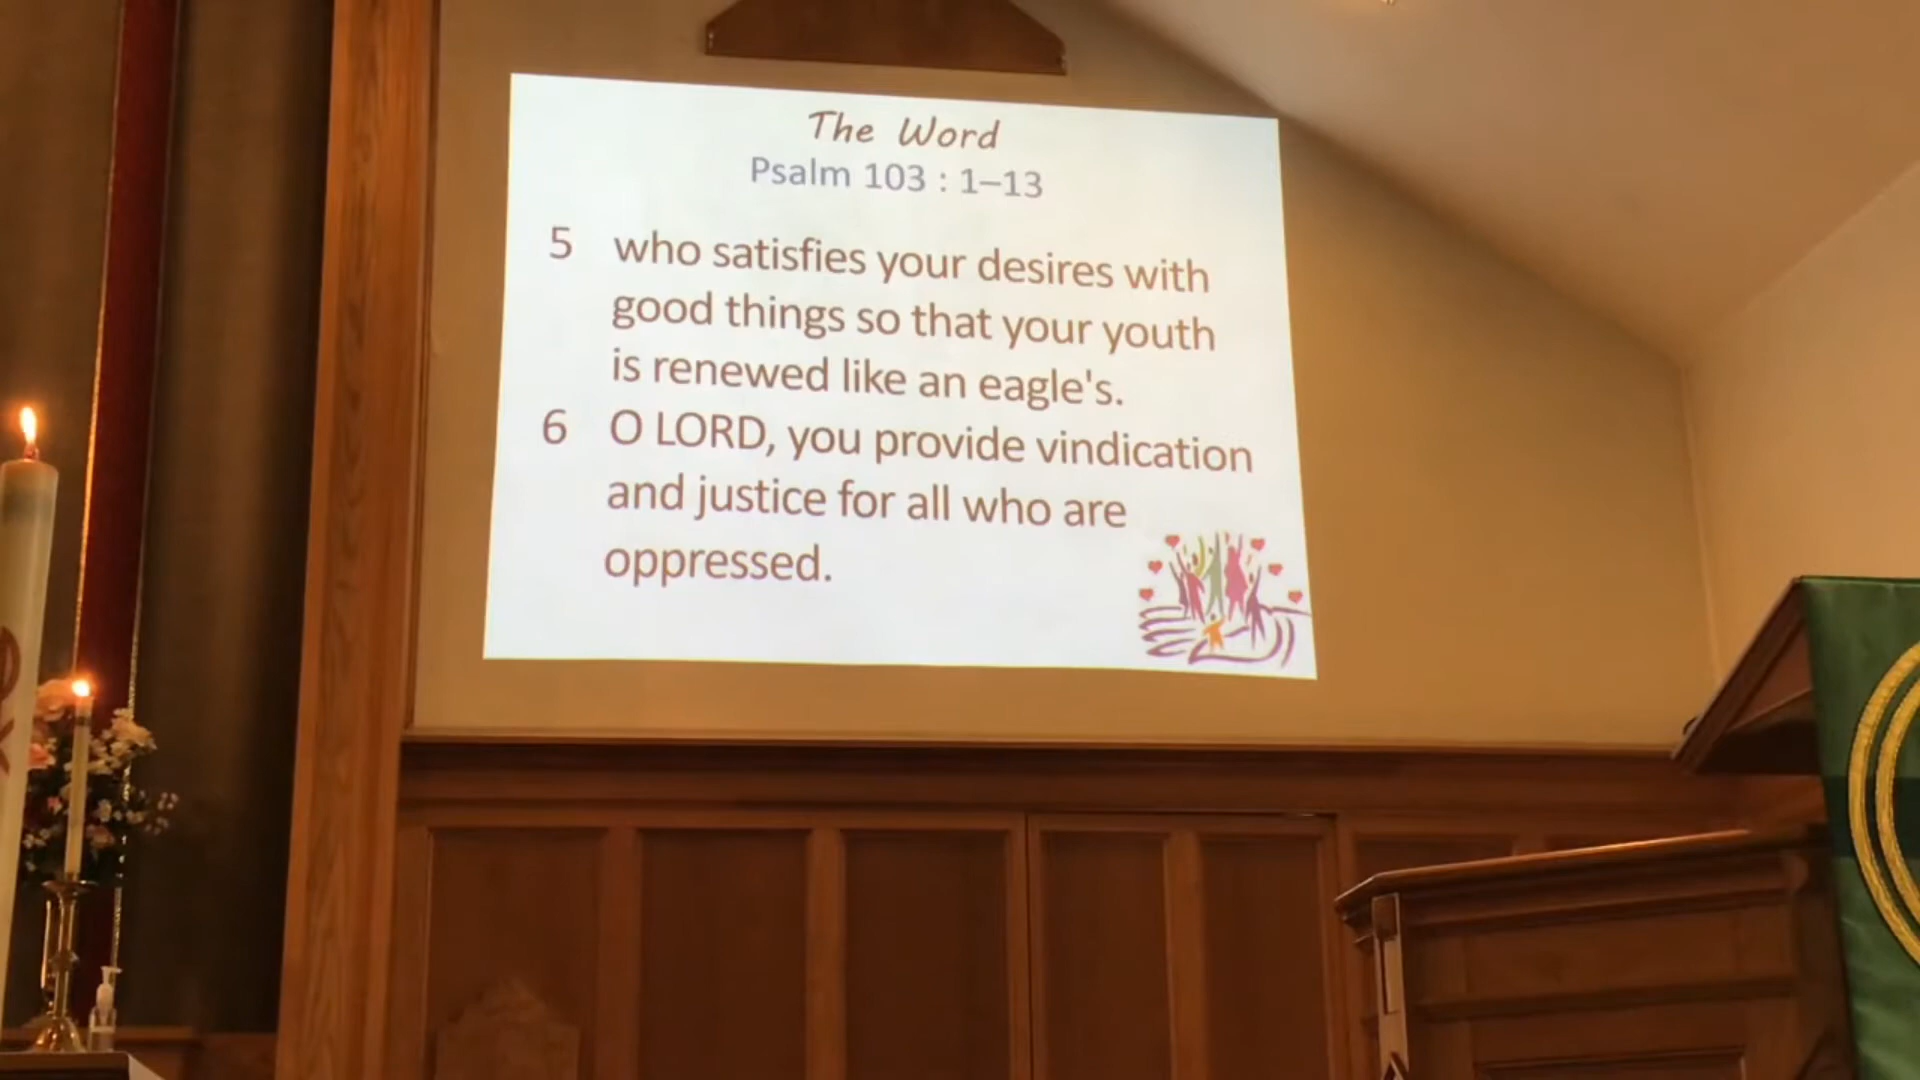 The Word
Psalm 103 : 1–13
5 who satisfies your desires with
good things so that your youth
is renewed like an eagle's.
6 O LORD, you provide vindication
and justice for all who are
oppressed.